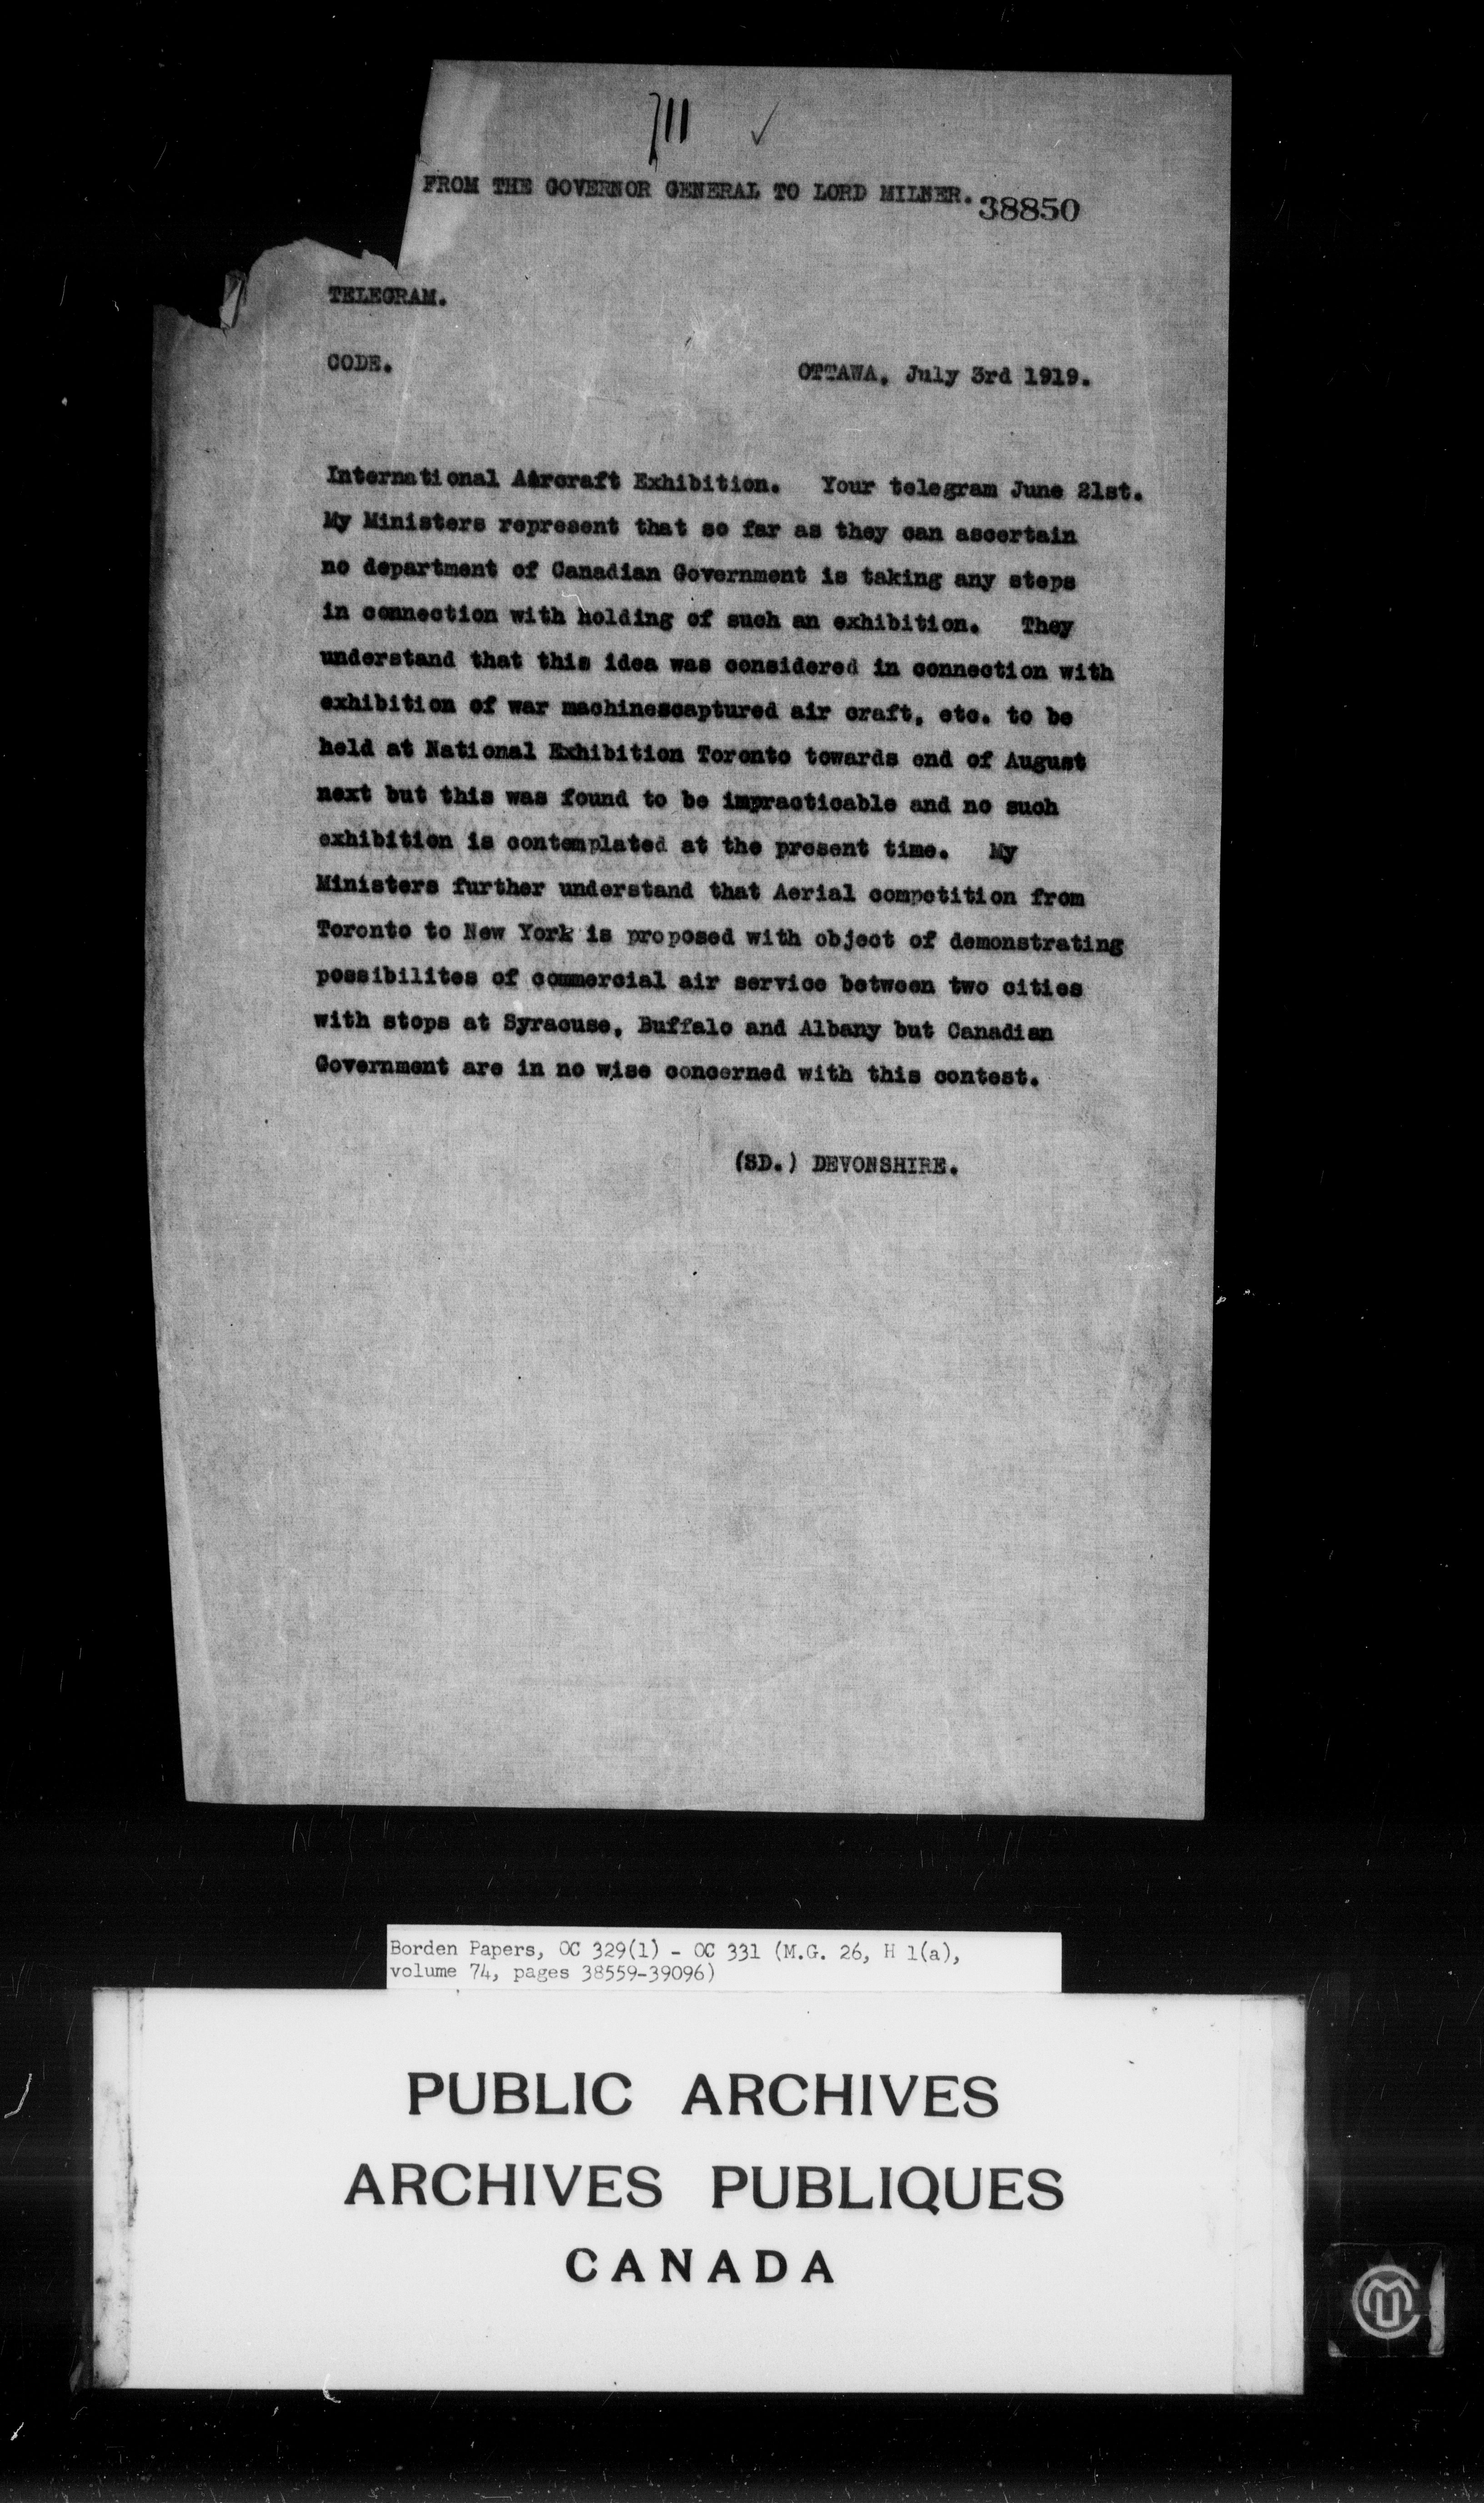 711 ✓
FROM THE GOVERNOR GENERAL TO LORD MILNER.
38850
TELEGRAM.
CODE.
OTTAWA, July 3rd 1919.
International Aircraft Exhibition. Your telegram June 21st.
My Ministers represent that so far as they can ascertain
no department of Canadian Government is taking any steps
in connection with holding of such an exhibition. They
understand that this idea was considered in connection with
exhibition of war machinescaptured air craft, etc. to be
held at National Exhibition Toronto towards end of August
next but this was found to be impracticable and no such
exhibition is contemplated at the present time. My
Ministers further understand that Aerial competition from
Toronto to New York is proposed with object of demonstrating
possibilites of commercial air service between two cities
with stops at Syracuse, Buffalo and Albany but Canadian
Government are in no wise concerned with this contest.
(SD.) DEVONSHIRE.
Borden Papers, OC 329(1) - OC 331 (M.G. 26, H 1(a),
volume 74, pages 38559-39096)
PUBLIC ARCHIVES
ARCHIVES PUBLIQUES
CANADA